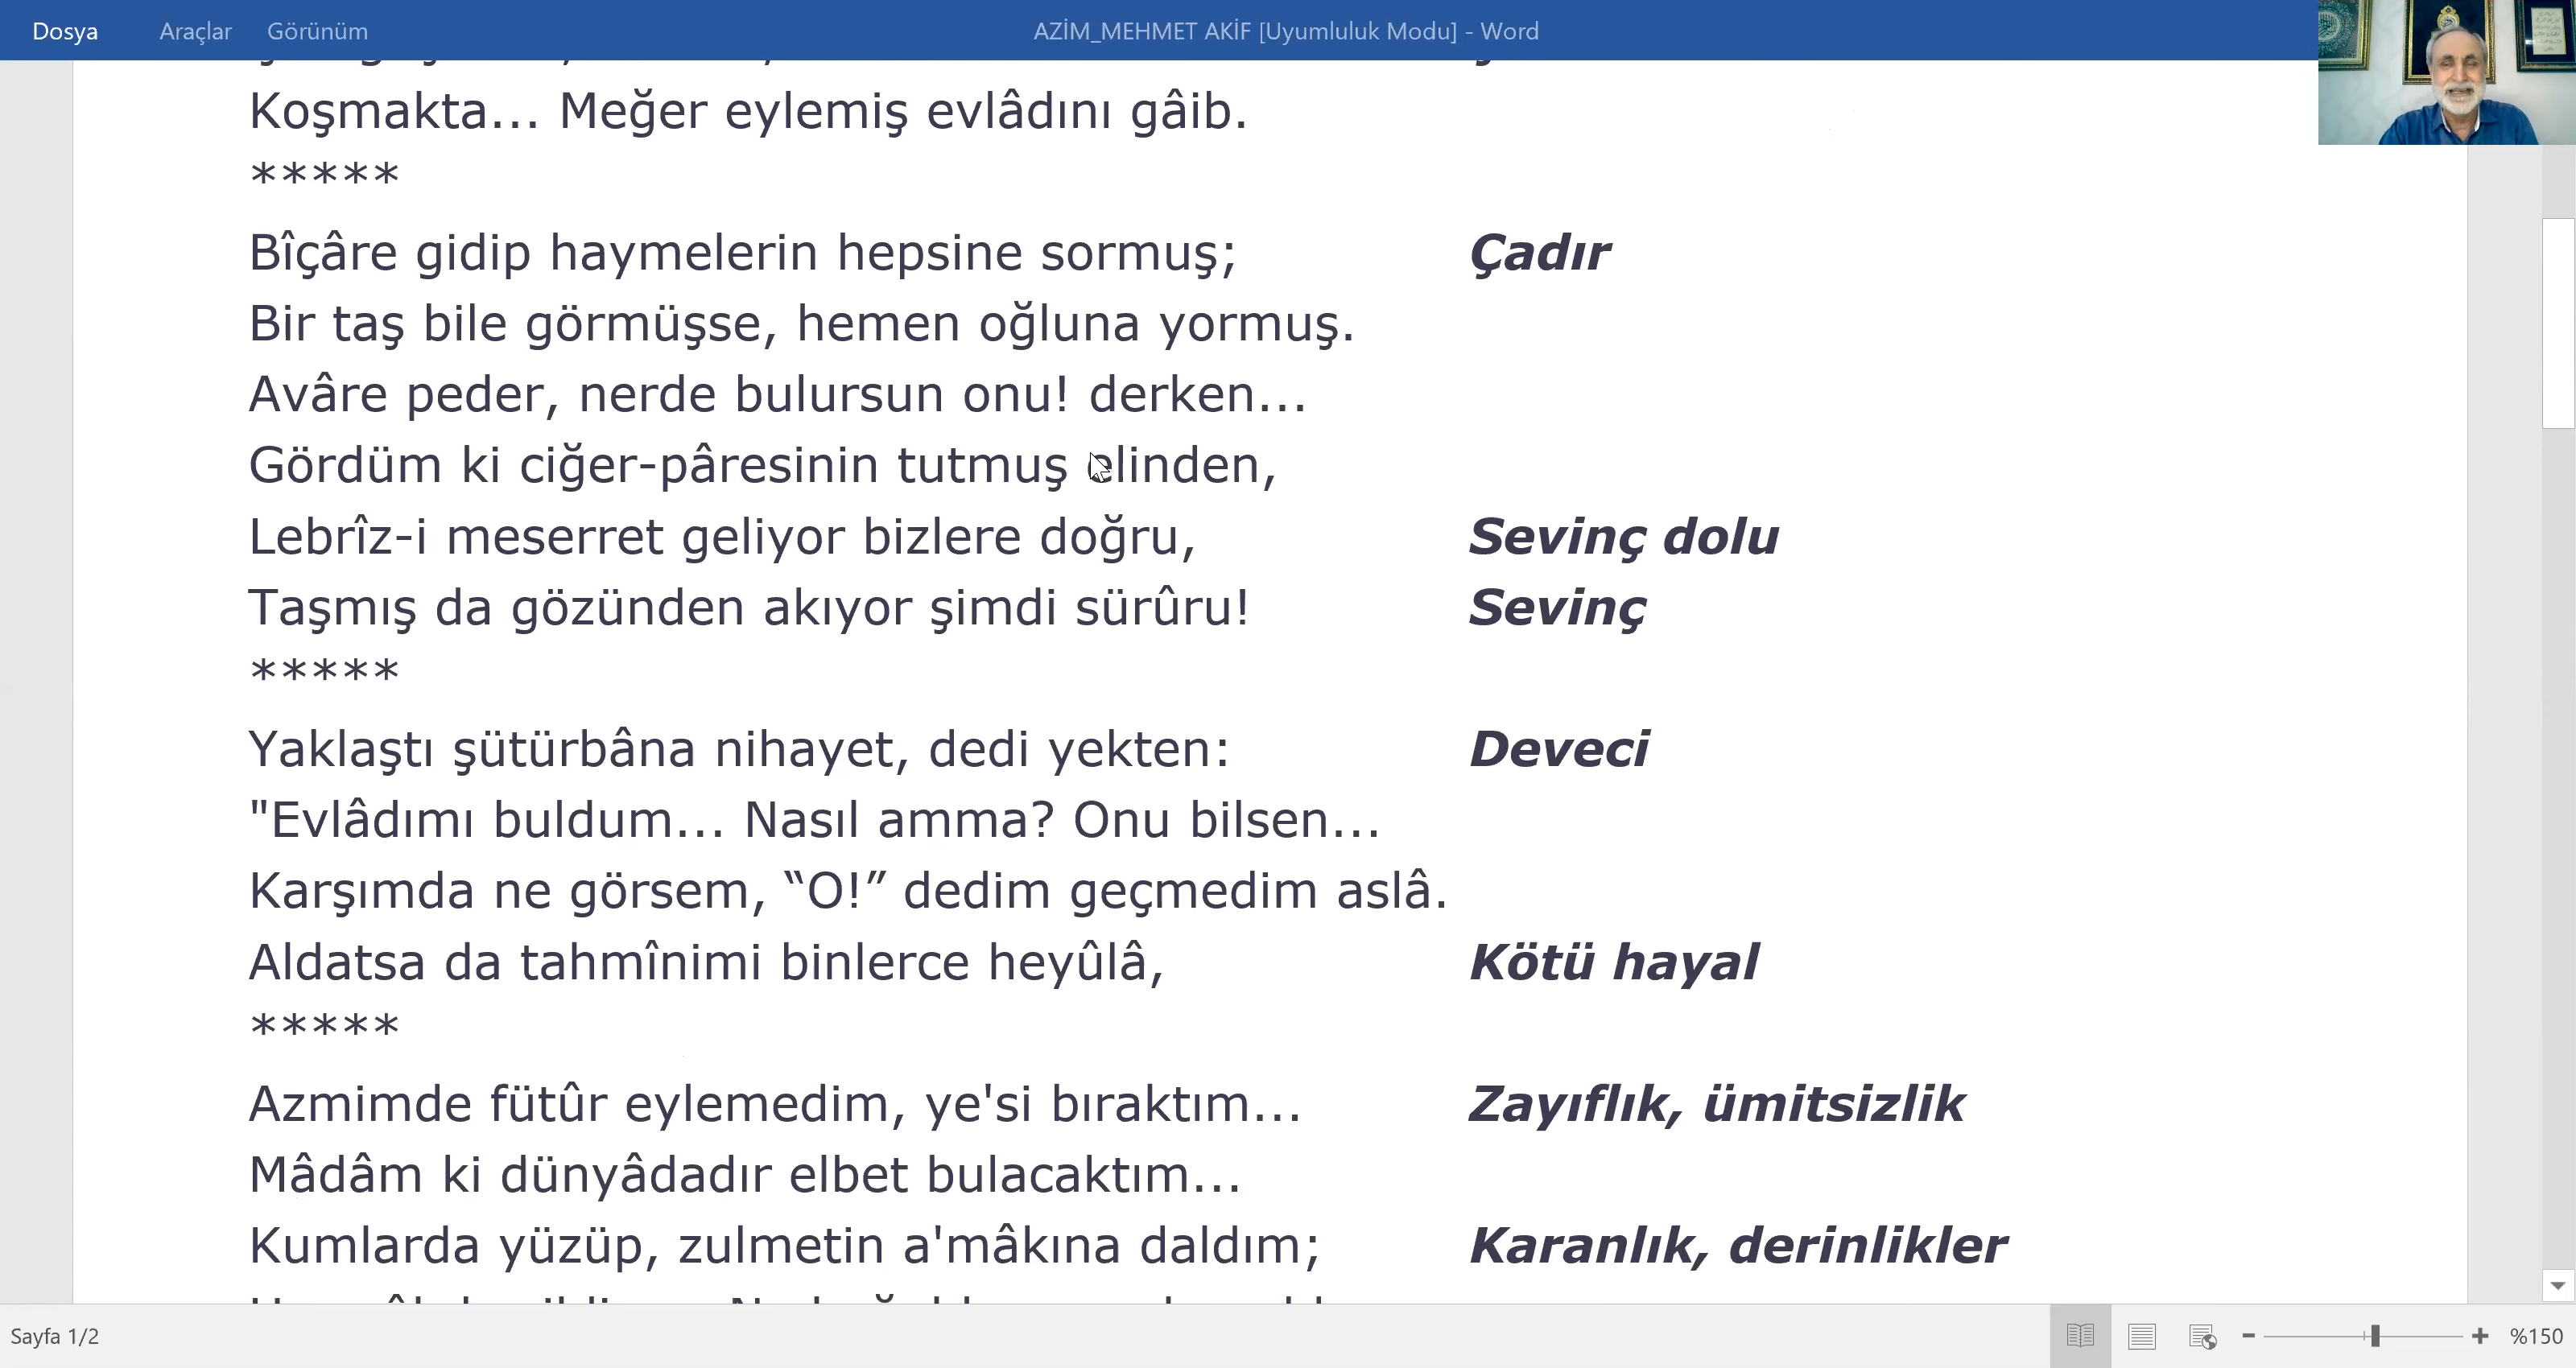 Dosya Araçlar Görünüm AZİM_MEHMET AKİF [Uyumluluk Modu] - Word
Koşmakta... Meğer eylemiş evlâdını gâib.
*****
Bîçâre gidip haymelerin hepsine sormuş; Çadır
Bir taş bile görmüşse, hemen oğluna yormuş.
Avâre peder, nerde bulursun onu! derken...
Gördüm ki ciğer-pâresinin tutmuş elinden,
Lebrîz-i meserret geliyor bizlere doğru, Sevinç dolu
Taşmış da gözünden akıyor şimdi sürûru! Sevinç
*****
Yaklaştı şütürbâna nihayet, dedi yekten: Deveci
"Evlâdımı buldum... Nasıl amma? Onu bilsen...
Karşımda ne görsem, “O!” dedim geçmedim aslâ.
Aldatsa da tahmînimi binlerce heyûlâ, Kötü hayal
*****
Azmimde fütûr eylemedim, ye'si bıraktım... Zayıflık, ümitsizlik
Mâdâm ki dünyâdadır elbet bulacaktım...
Kumlarda yüzüp, zulmetin a'mâkına daldım; Karanlık, derinlikler
Sayfa 1/2 %150